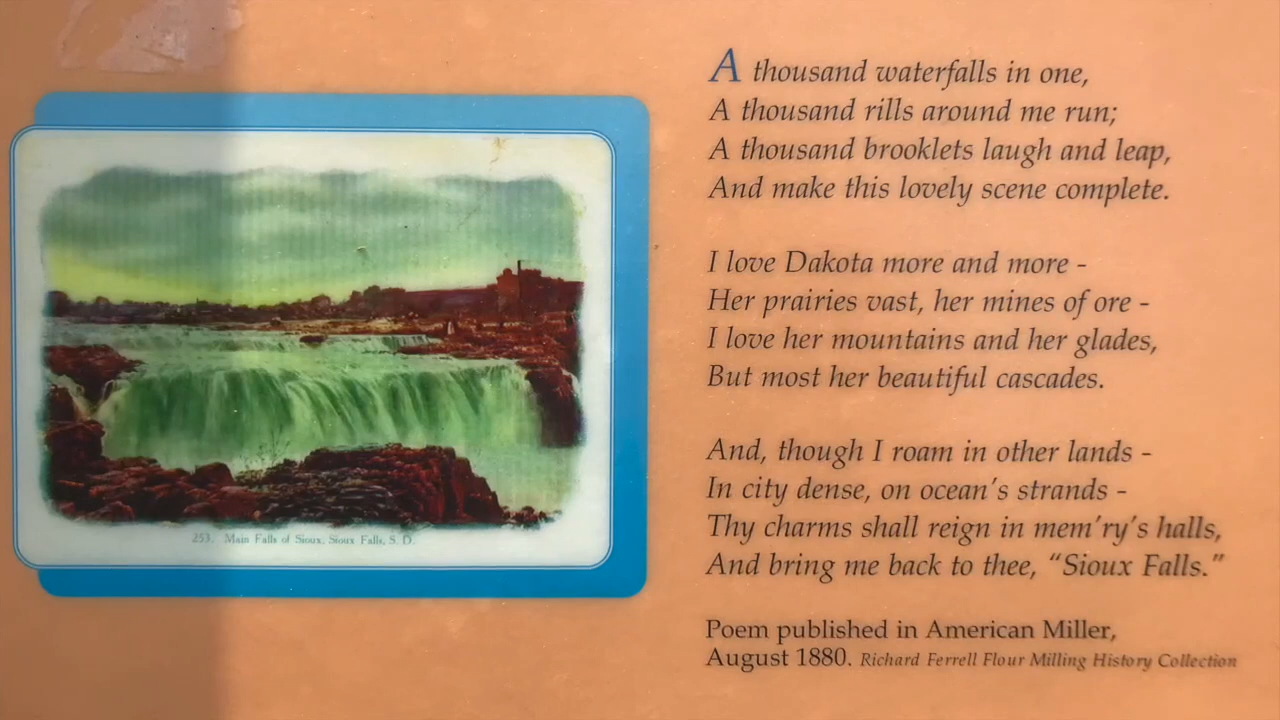 A thousand waterfalls in one,
A thousand rills around me run;
A thousand brooklets laugh and leap,
And make this lovely scene complete.
I love Dakota more and more -
Her prairies vast, her mines of ore -
I love her mountains and her glades,
But most her beautiful cascades.
And, though I roam in other lands -
In city dense, on ocean's strands -
Thy charms shall reign in mem'ry's halls,
And bring me back to thee, "Sioux Falls."
Poem published in American Miller,
August 1880. Richard Ferrell Flour Milling History Collection
253. Main Falls of Sioux, Sioux Falls, S. D.